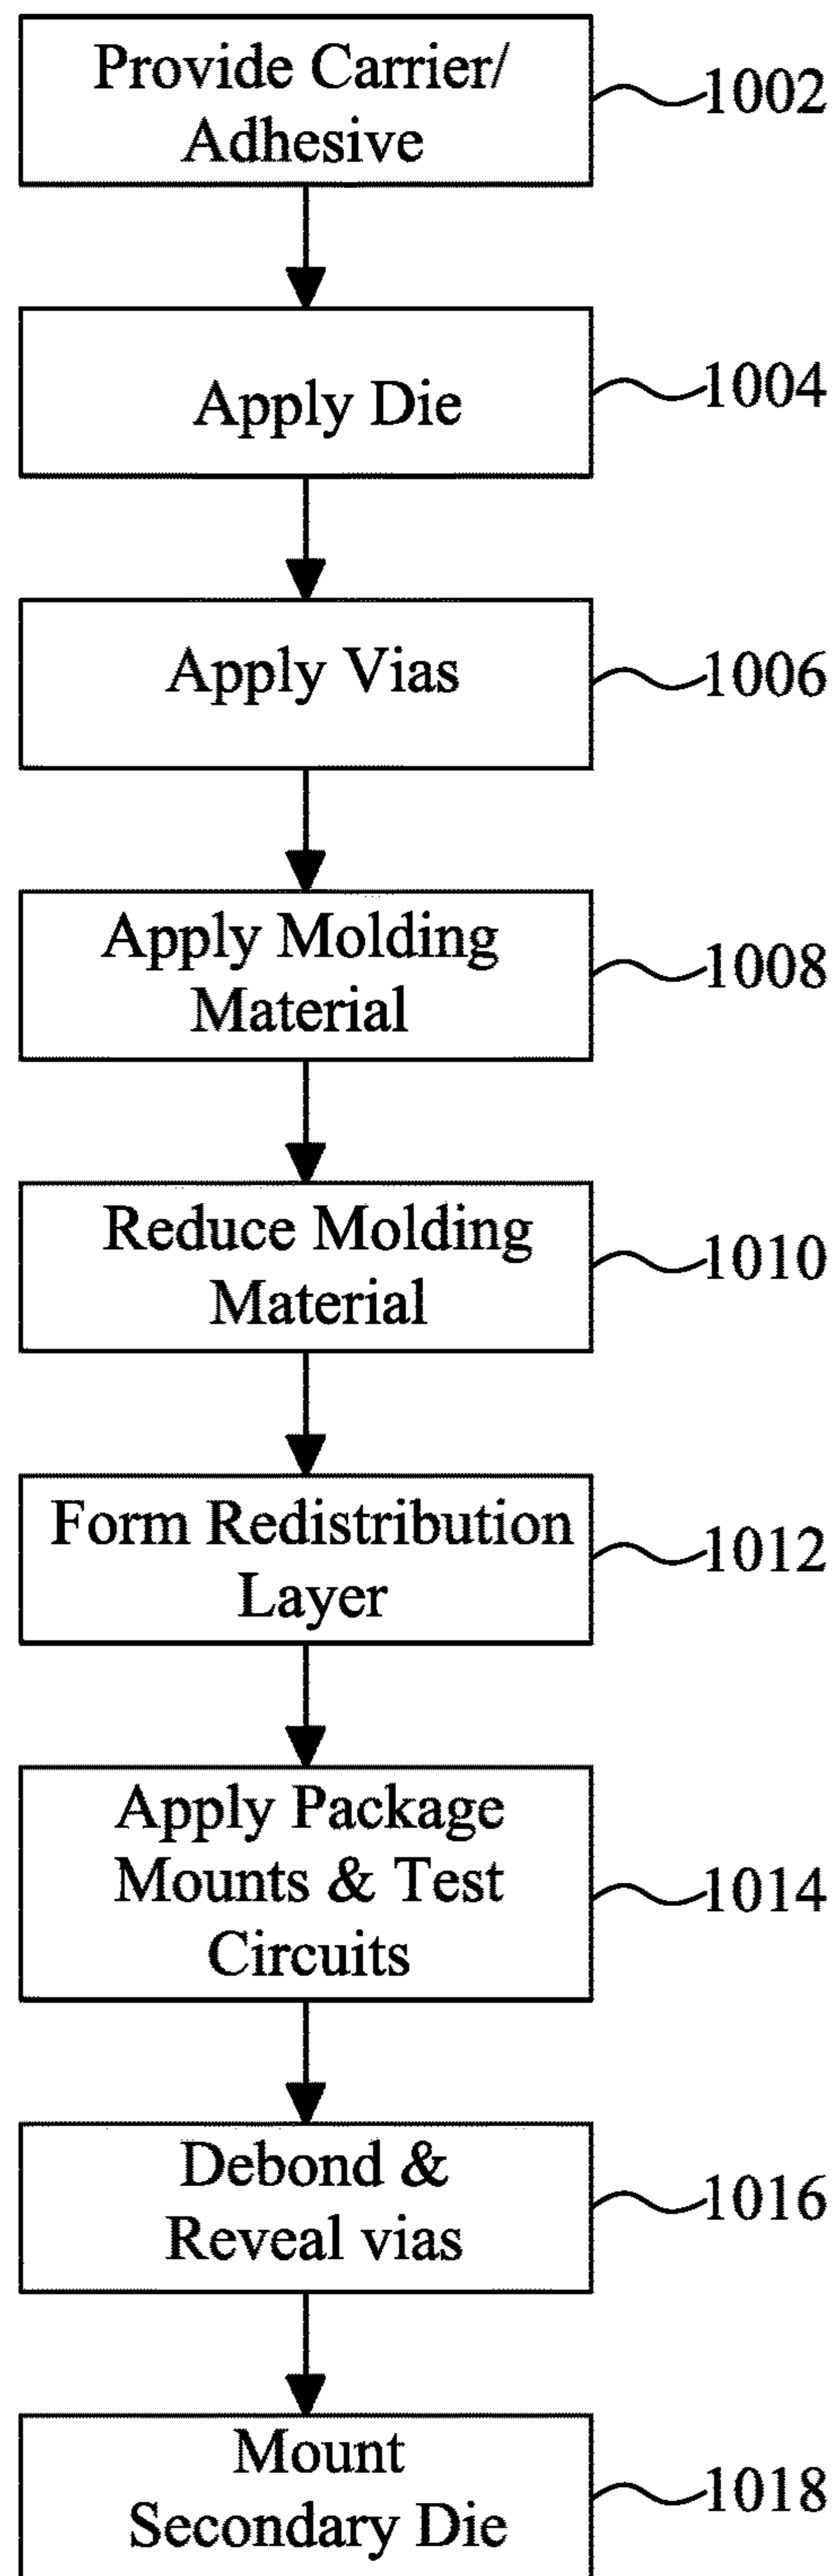 Provide Carrier/
Adhesive
1002
Apply Die
1004
Apply Vias
1006
Apply Molding
Material
1008
Reduce Molding
Material
1010
Form Redistribution
Layer
1012
Apply Package
Mounts & Test
Circuits
1014
Debond &
Reveal vias
1016
Mount
Secondary Die
1018